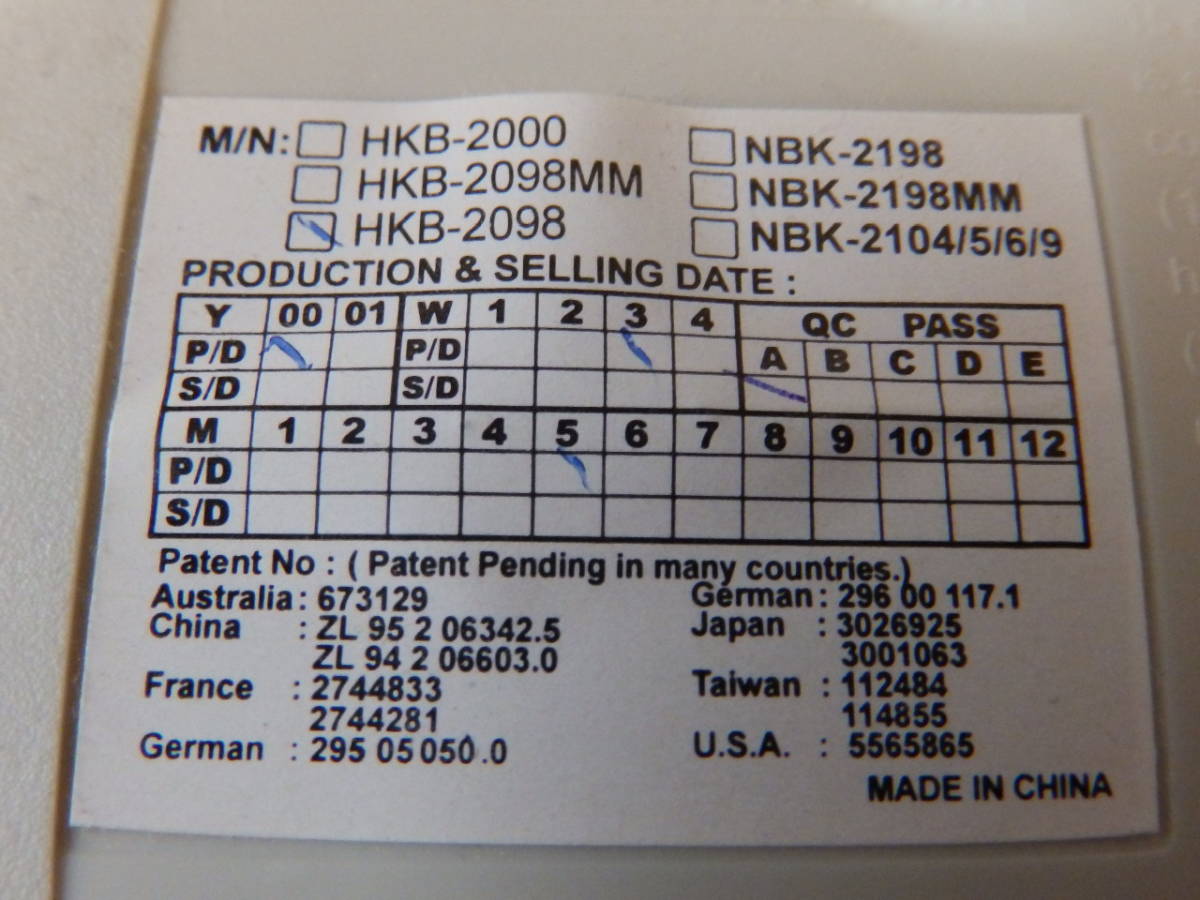 M/N: HKB-2000 NBK-2198
HKB-2098MM NBK-2198MM
HKB-2098 NBK-2104/5/6/9
PRODUCTION & SELLING DATE :
Y 00 01 W 1 2 3 4 QC PASS
P/D P/D A B C D E
S/D S/D
M 1 2 3 4 5 6 7 8 9 10 11 12
P/D
S/D
Patent No : ( Patent Pending in many countries.)
Australia : 673129 German : 296 00 117.1
China : ZL 95 2 06342.5 Japan : 3026925
ZL 94 2 06603.0 3001063
France : 2744833 Taiwan : 112484
2744281 114855
German : 295 05 050.0 U.S.A. : 5565865
MADE IN CHINA